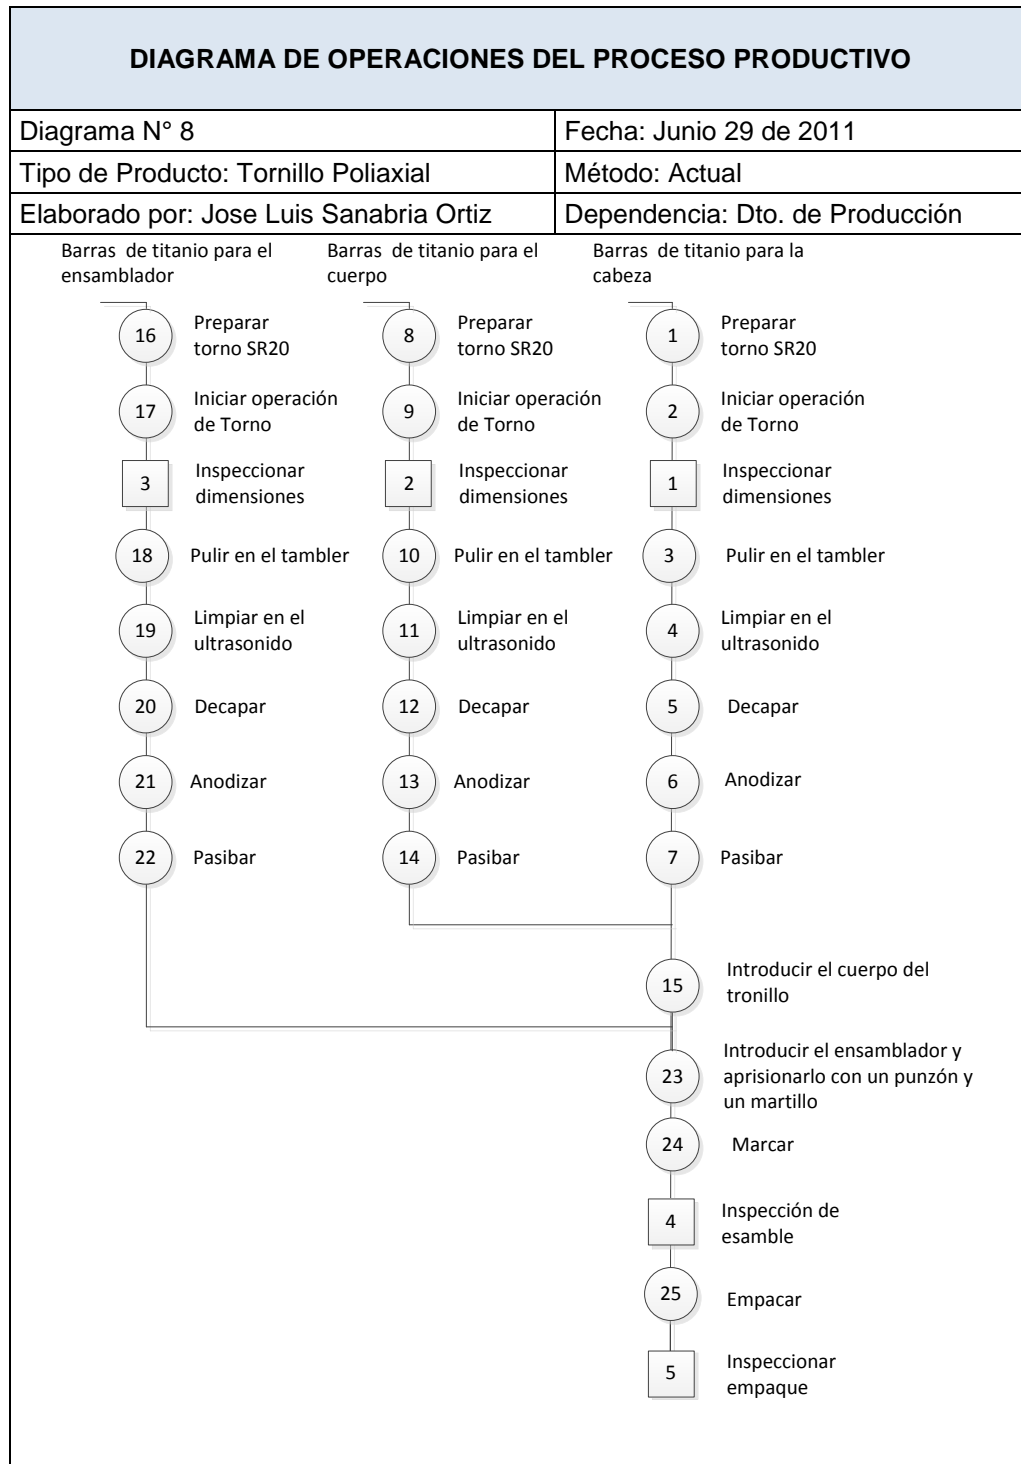 DIAGRAMA DE OPERACIONES DEL PROCESO PRODUCTIVO
Diagrama N° 8
Fecha: Junio 29 de 2011
Tipo de Producto: Tornillo Poliaxial
Método: Actual
Elaborado por: Jose Luis Sanabria Ortiz
Dependencia: Dto. de Producción
Barras de titanio para el
ensamblador
16
Preparar
torno SR20
17
Iniciar operación
de Torno
3
Inspeccionar
dimensiones
18
Pulir en el tambler
19
Limpiar en el
ultrasonido
20
Decapar
21
Anodizar
22
Pasibar
Barras de titanio para el
cuerpo
8
Preparar
torno SR20
9
Iniciar operación
de Torno
2
Inspeccionar
dimensiones
10
Pulir en el tambler
11
Limpiar en el
ultrasonido
12
Decapar
13
Anodizar
14
Pasibar
Barras de titanio para la
cabeza
1
Preparar
torno SR20
2
Iniciar operación
de Torno
1
Inspeccionar
dimensiones
3
Pulir en el tambler
4
Limpiar en el
ultrasonido
5
Decapar
6
Anodizar
7
Pasibar
15
Introducir el cuerpo del
tronillo
23
Introducir el ensamblador y
aprisionarlo con un punzón y
un martillo
24
Marcar
4
Inspección de
esamble
25
Empacar
5
Inspeccionar
empaque